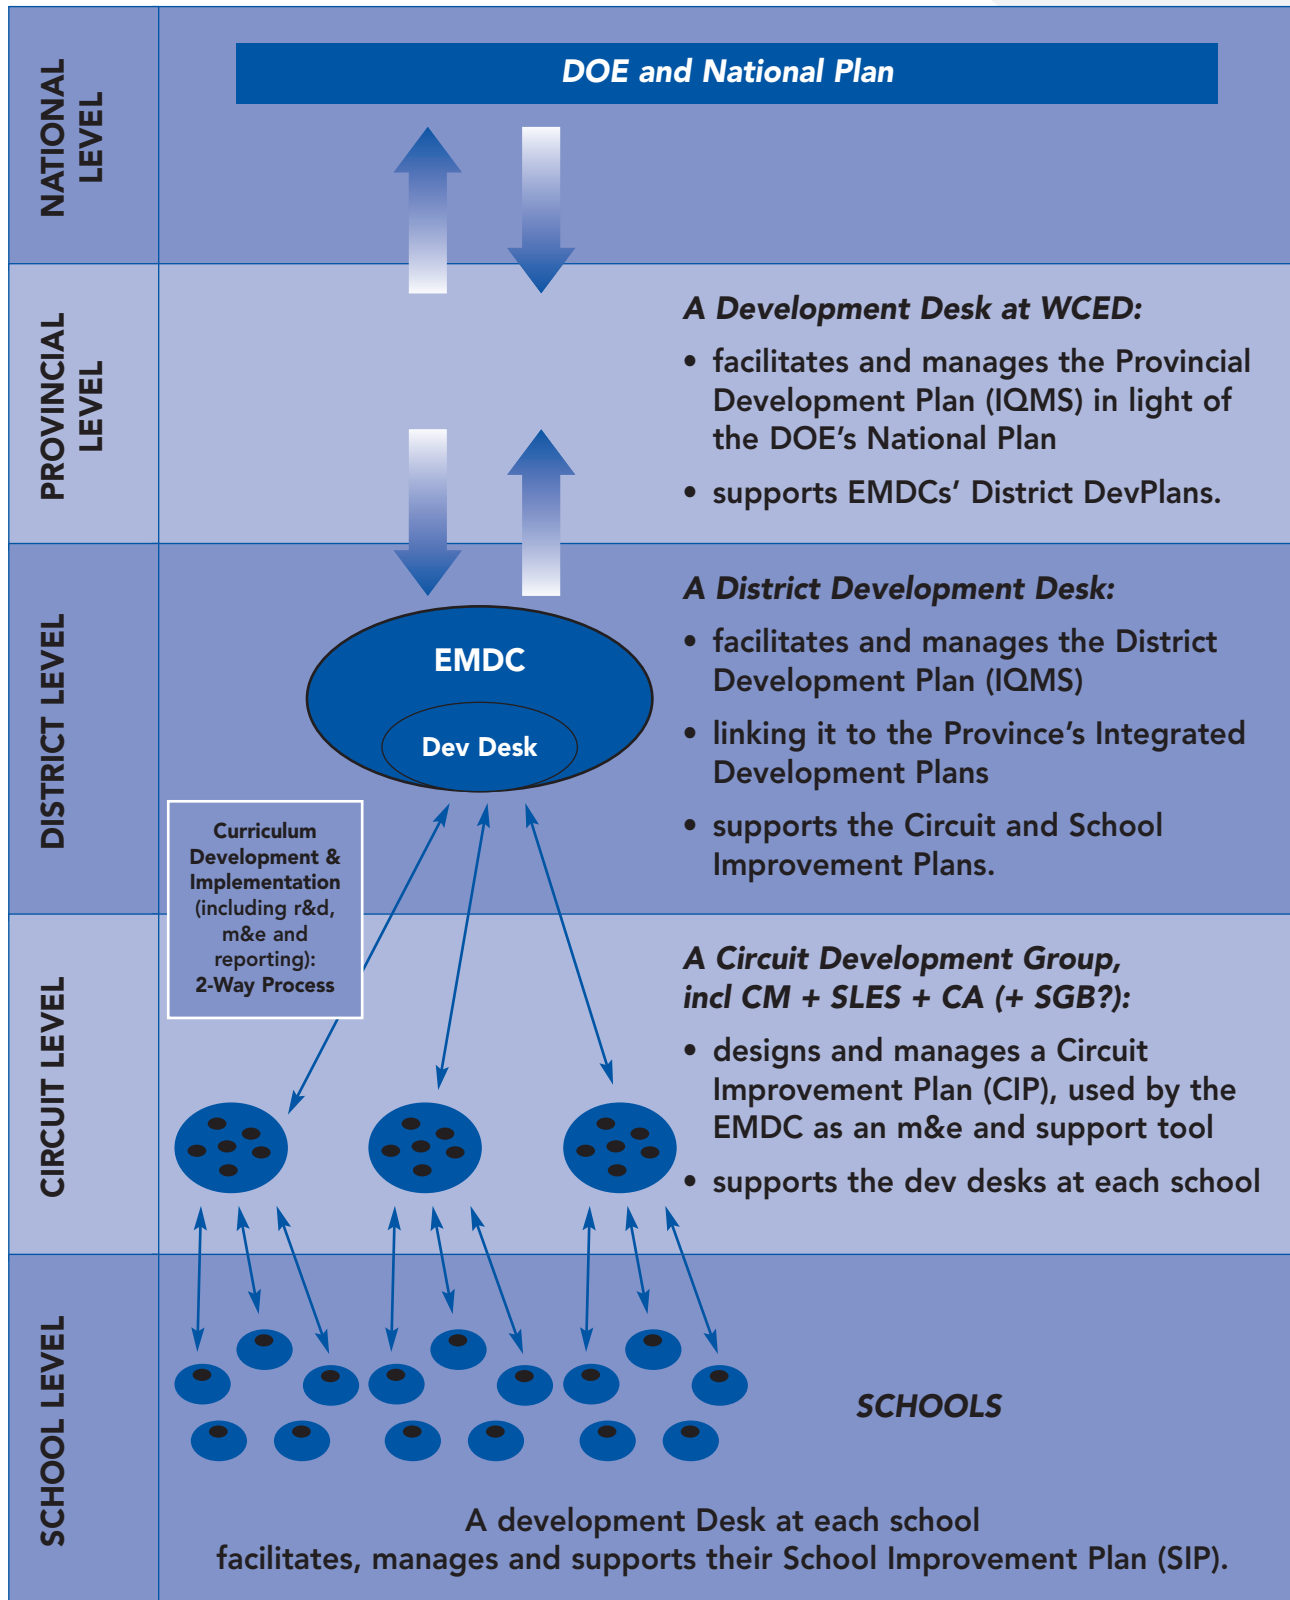 NATIONAL
LEVEL
DOE and National Plan
PROVINCIAL
LEVEL
A Development Desk at WCED:
• facilitates and manages the Provincial
Development Plan (IQMS) in light of
the DOE’s National Plan
• supports EMDCs’ District DevPlans.
DISTRICT LEVEL
EMDC
Dev Desk
A District Development Desk:
• facilitates and manages the District
Development Plan (IQMS)
• linking it to the Province’s Integrated
Development Plans
• supports the Circuit and School
Improvement Plans.
Curriculum
Development &
Implementation
(including r&d,
m&e and
reporting):
2-Way Process
CIRCUIT LEVEL
A Circuit Development Group,
incl CM + SLES + CA (+ SGB?):
• designs and manages a Circuit
Improvement Plan (CIP), used by the
EMDC as an m&e and support tool
• supports the dev desks at each school
SCHOOL LEVEL
SCHOOLS
A development Desk at each school
facilitates, manages and supports their School Improvement Plan (SIP).